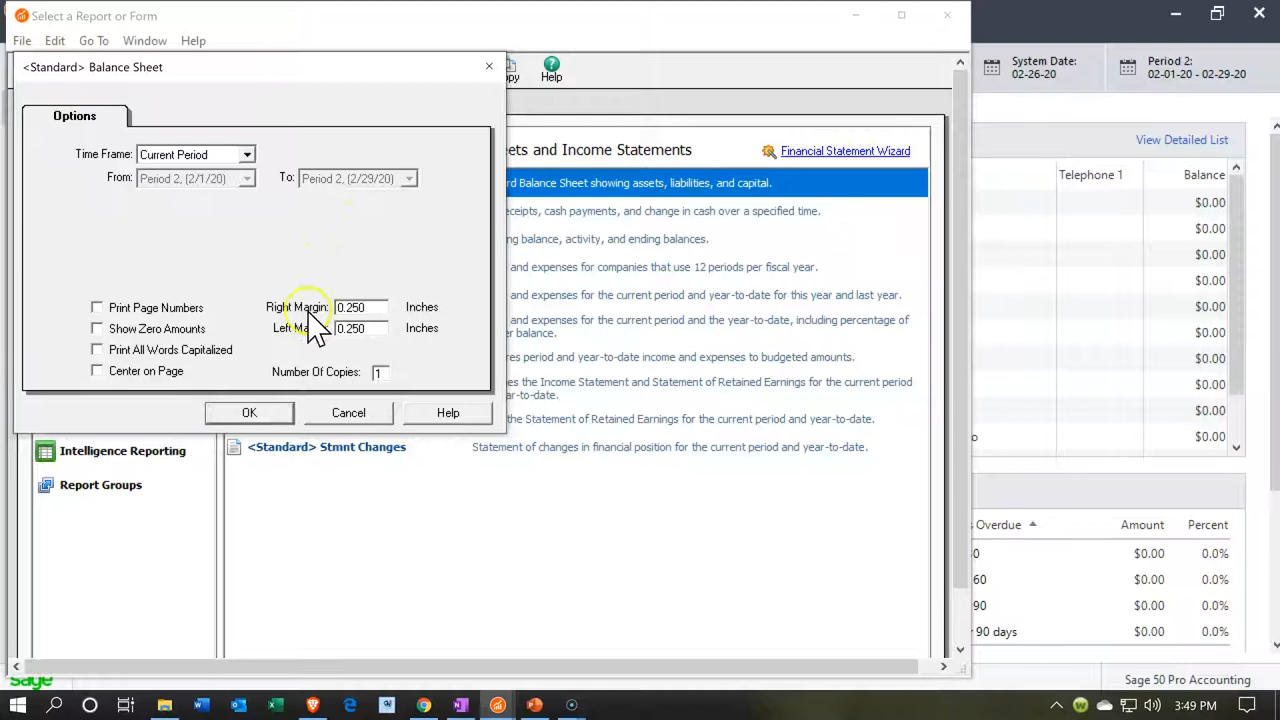 Select a Report or Form
File Edit Go To Window Help
System Date:
02-26-20
Period 2:
02-01-20 - 02-29-20
<Standard> Balance Sheet
Help
Options
Time Frame: Current Period
From: Period 2, (2/1/20) To: Period 2, (2/29/20)
Print Page Numbers
Show Zero Amounts
Print All Words Capitalized
Center on Page
Right Margin: 0.250 Inches
0.250 Inches
Number Of Copies: 1
OK Cancel Help
ets and Income Statements
Financial Statement Wizard
rd Balance Sheet showing assets, liabilities, and capital.
eceipts, cash payments, and change in cash over a specified time.
ng balance, activity, and ending balances.
and expenses for companies that use 12 periods per fiscal year.
and expenses for the current period and year-to-date for this year and last year.
and expenses for the current period and the year-to-date, including percentage of
er balance.
res period and year-to-date income and expenses to budgeted amounts.
es the Income Statement and Statement of Retained Earnings for the current period
ar-to-date.
the Statement of Retained Earnings for the current period and year-to-date.
<Standard> Stmnt Changes Statement of changes in financial position for the current period and year-to-date.
Intelligence Reporting
Report Groups
View Detailed List
Telephone 1 Balance
$0.00
$0.00
$0.00
$0.00
$0.00
$0.00
$0.00
$0.00
$0.00
o $0.00
s Overdue Amount Percent
0 $0.00 0.0%
60 $0.00 0.0%
90 $0.00 0.0%
90 days $0.00 0.0%
sage
Sage 50 Pro Accounting
3:49 PM